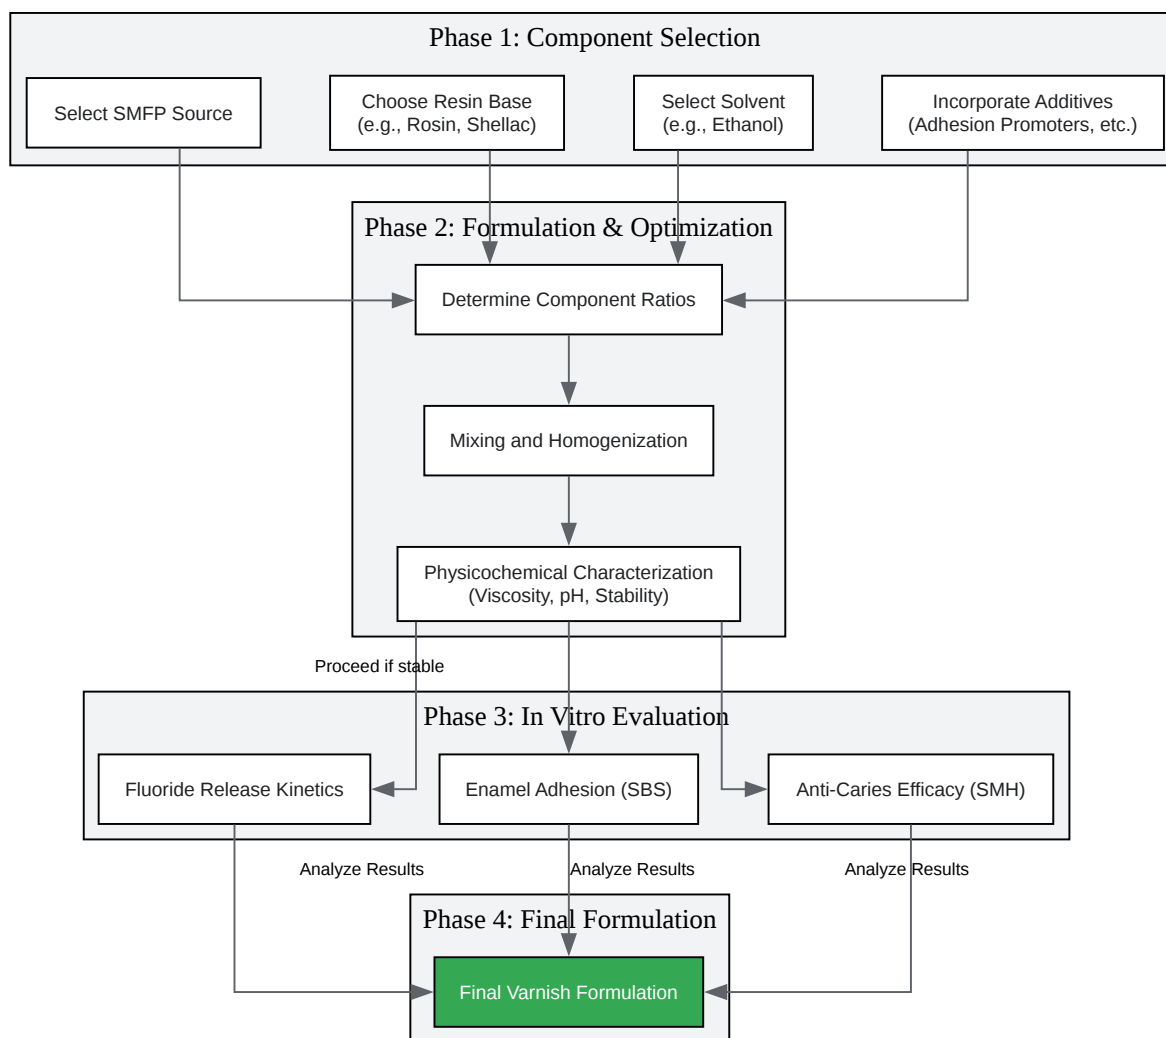 Phase 1: Component Selection
Select SMFP Source
Choose Resin Base
(e.g., Rosin, Shellac)
Select Solvent
(e.g., Ethanol)
Incorporate Additives
(Adhesion Promoters, etc.)
Phase 2: Formulation & Optimization
Determine Component Ratios
Mixing and Homogenization
Physicochemical Characterization
(Viscosity, pH, Stability)
Proceed if stable
Phase 3: In Vitro Evaluation
Fluoride Release Kinetics
Enamel Adhesion (SBS)
Anti-Caries Efficacy (SMH)
Analyze Results
Analyze Results
Analyze Results
Phase 4: Final Formulation
Final Varnish Formulation